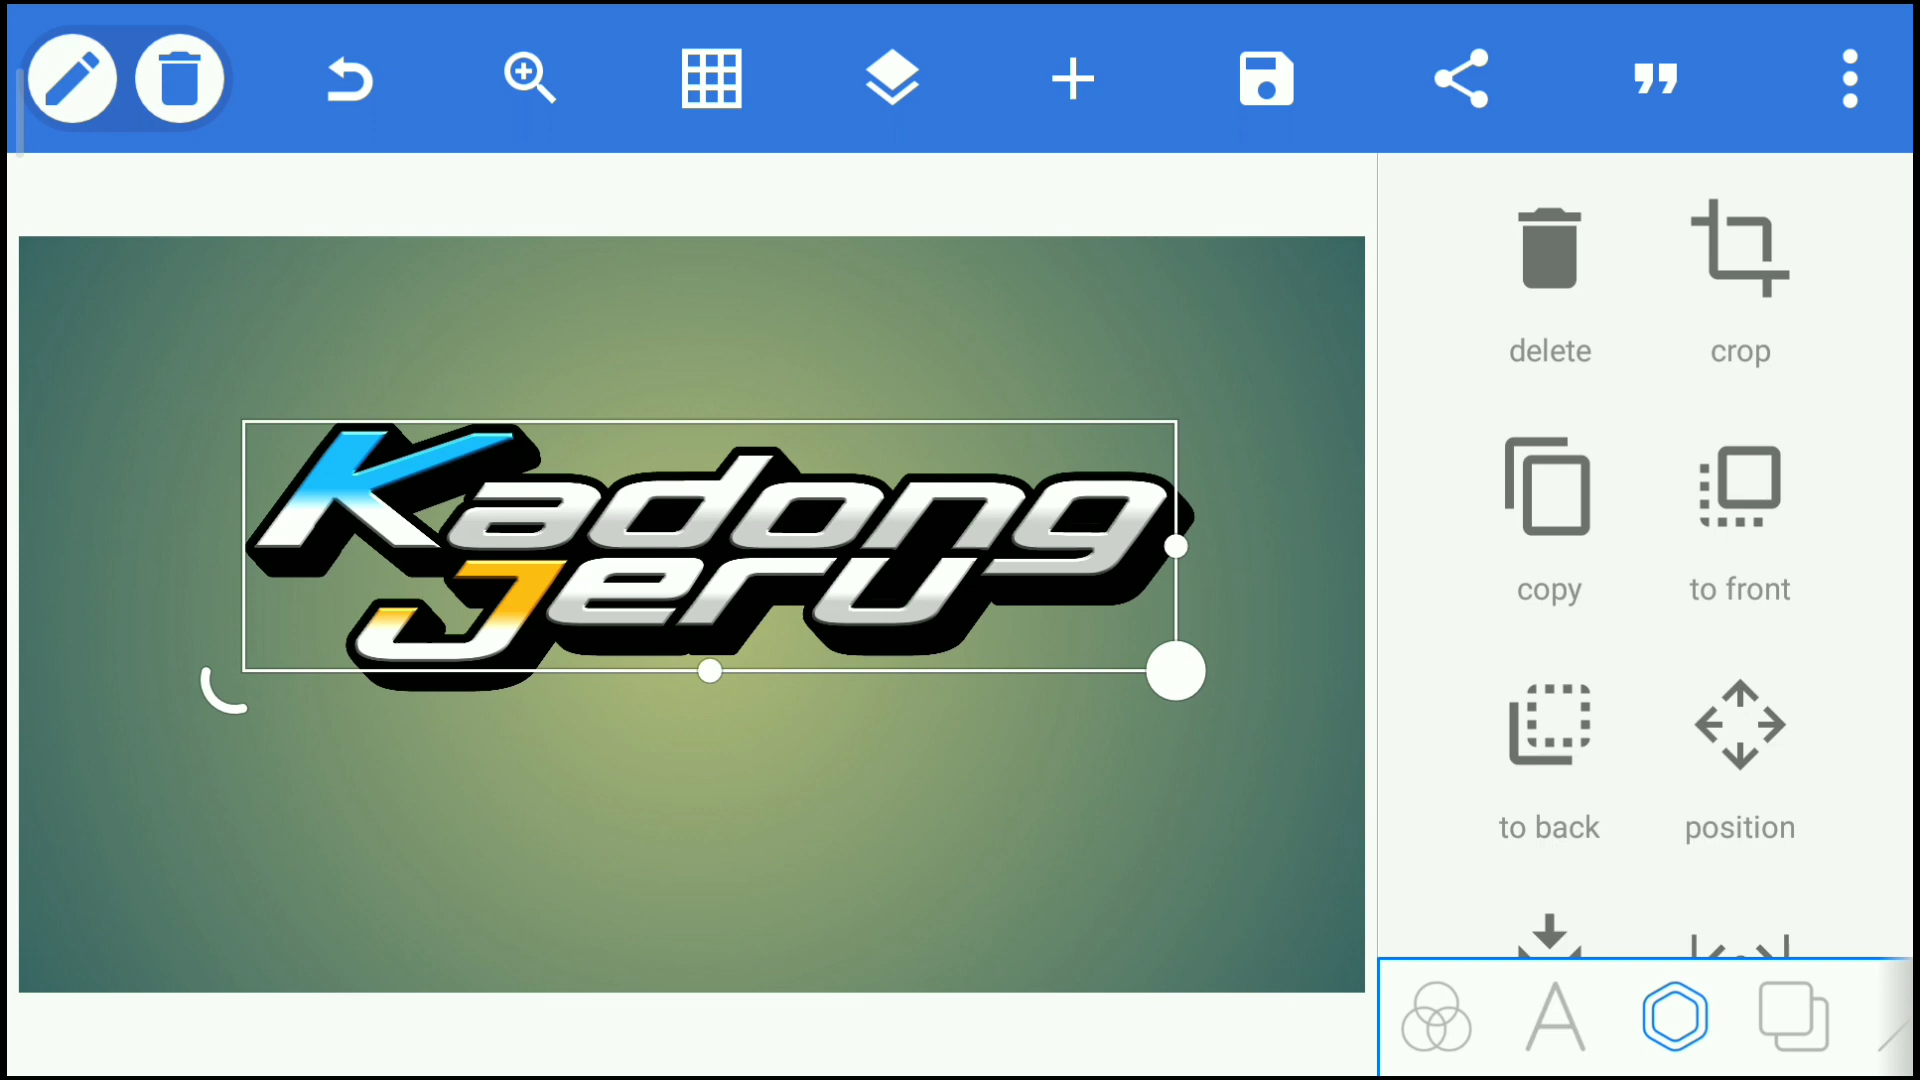 Kadong
Jeru
delete
crop
copy
to front
to back
position